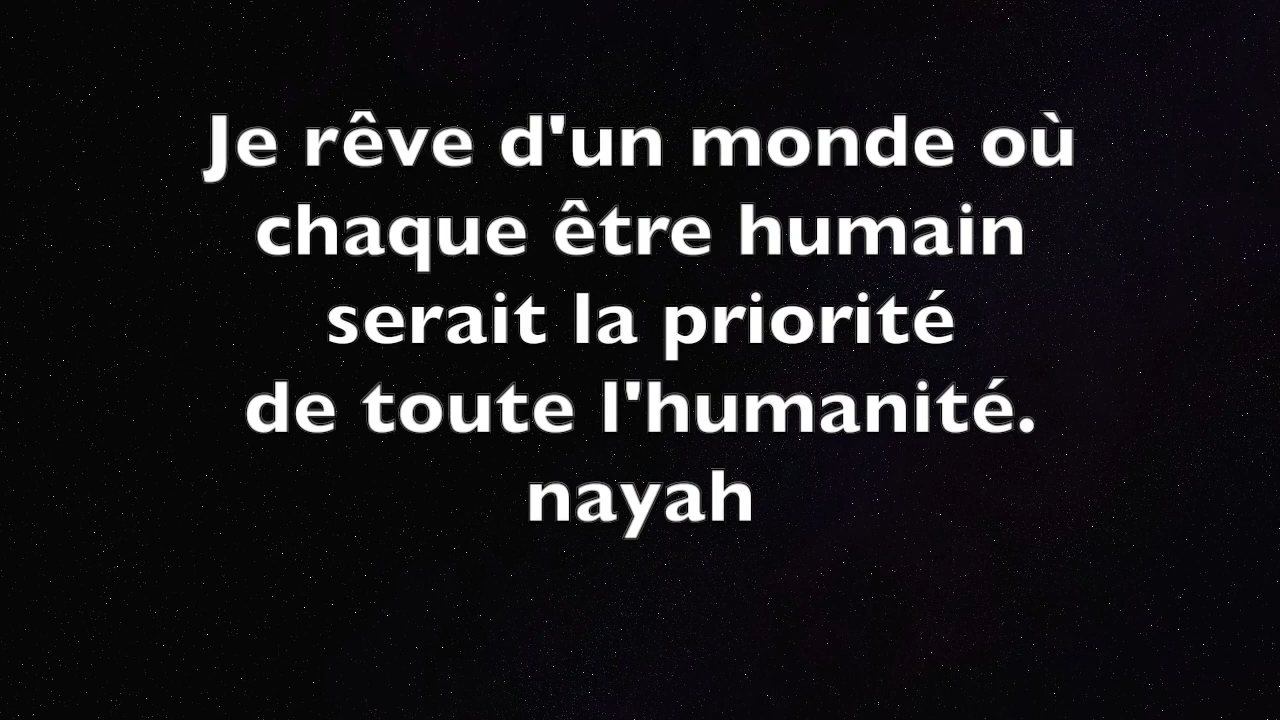 Je rêve d'un monde où
chaque être humain
serait la priorité
de toute l'humanité.
nayah